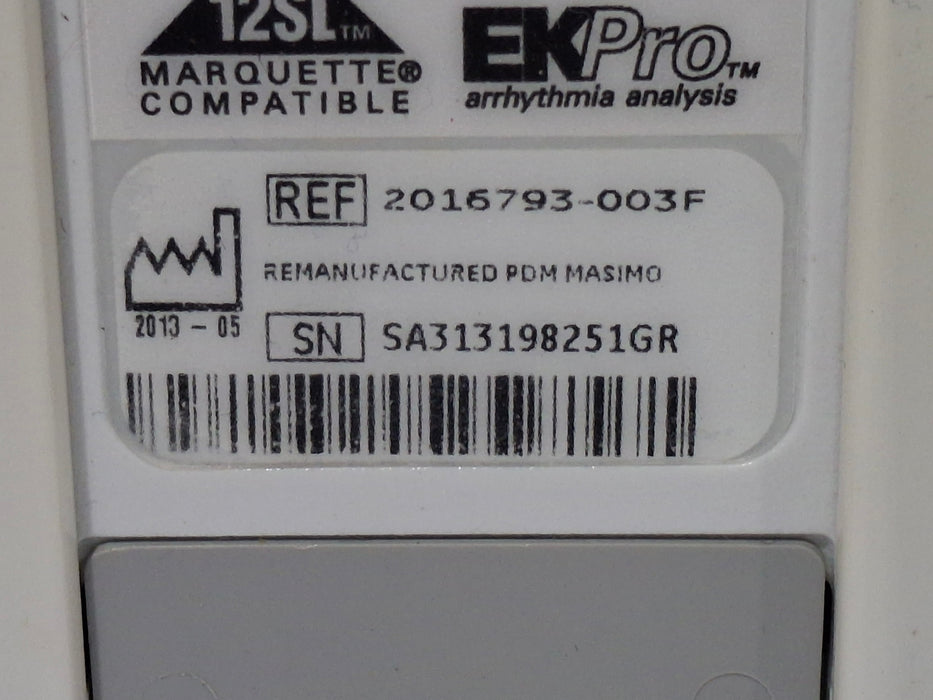 12SL™
MARQUETTE®
COMPATIBLE
EKPro™
arrhythmia analysis
REF 2016793-003F
REMANUFACTURED PDM MASIMO
2013-05
SN SA313198251GR